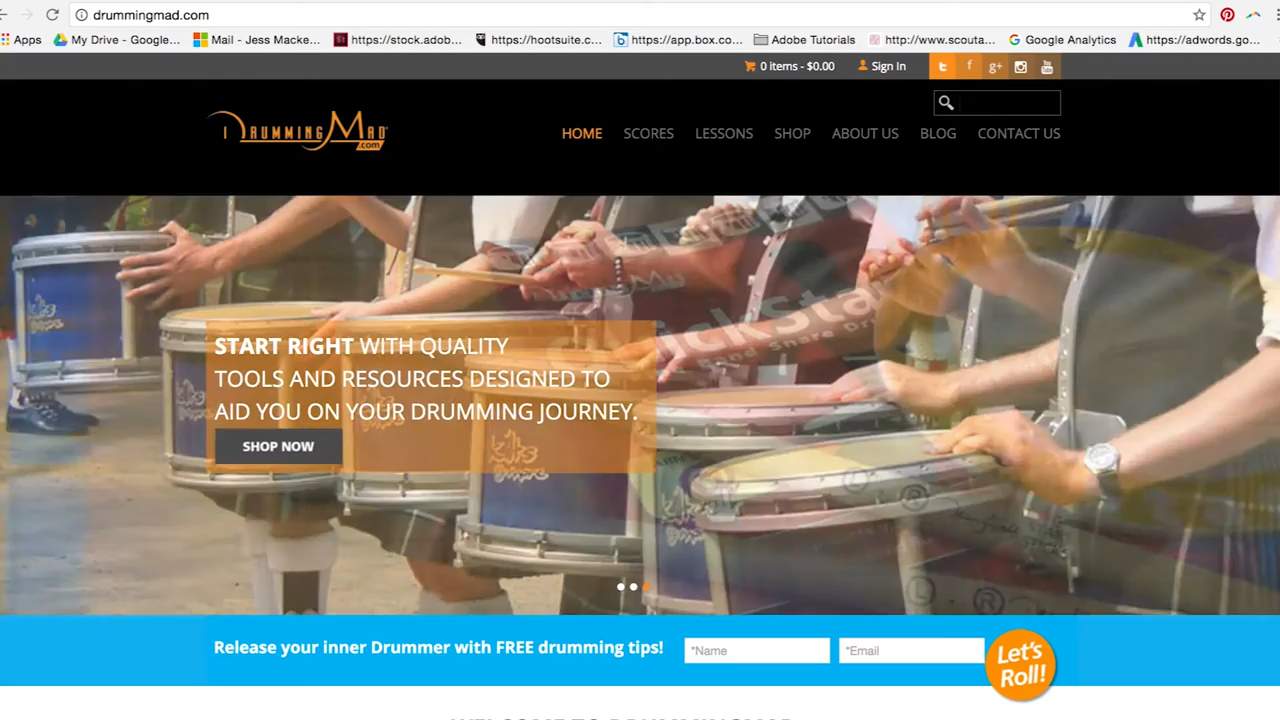 drummingmad.com
Apps My Drive - Google... Mail - Jess Macke... https://stock.adob... https://hootsuite.c... https://app.box.co... Adobe Tutorials http://www.scouta... Google Analytics https://adwords.go...
0 items - $0.00 Sign In
DRUMMINGMAD .com
HOME SCORES LESSONS SHOP ABOUT US BLOG CONTACT US
START RIGHT WITH QUALITY
TOOLS AND RESOURCES DESIGNED TO
AID YOU ON YOUR DRUMMING JOURNEY.
SHOP NOW
Release your inner Drummer with FREE drumming tips! *Name *Email Let's
Roll!
WELCOME TO DRUMMINGMAD